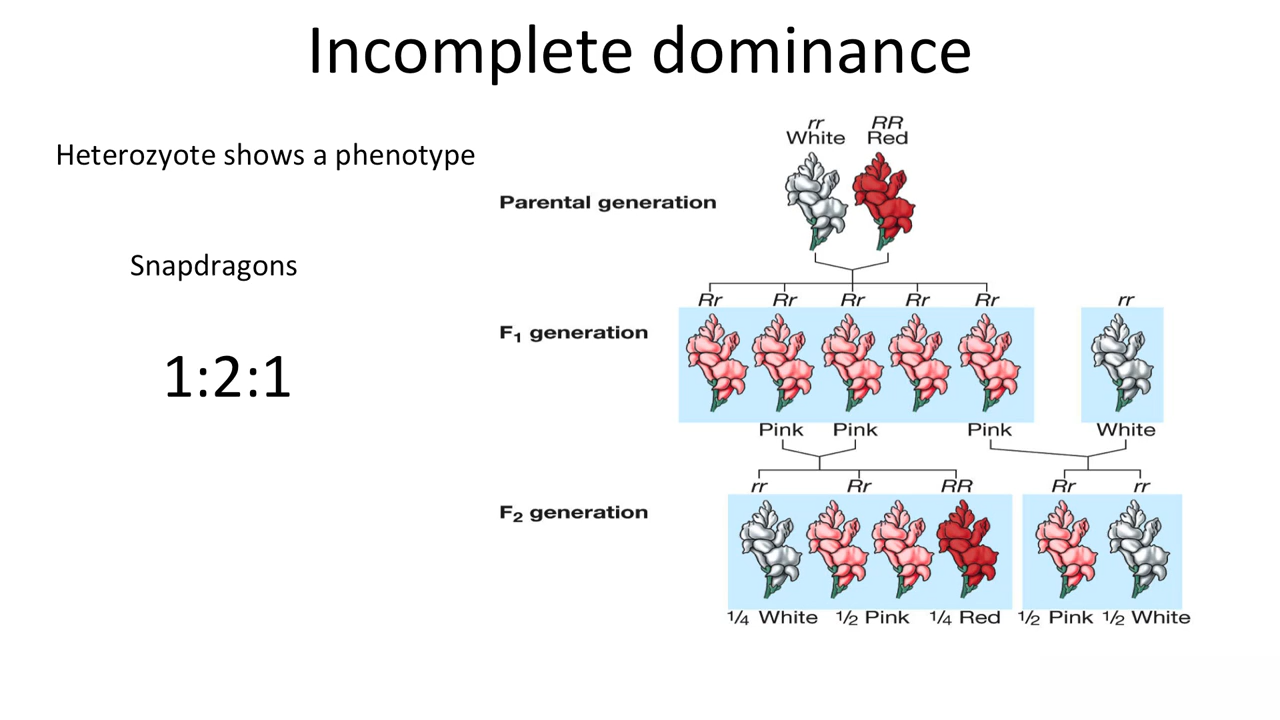 Incomplete dominance
Heterozyote shows a phenotype
Snapdragons
1:2:1
rr RR
White Red
Parental generation
Rr Rr Rr Rr Rr rr
F₁ generation
Pink Pink Pink White
rr Rr RR Rr rr
F₂ generation
¼ White ½ Pink ¼ Red ½ Pink ½ White